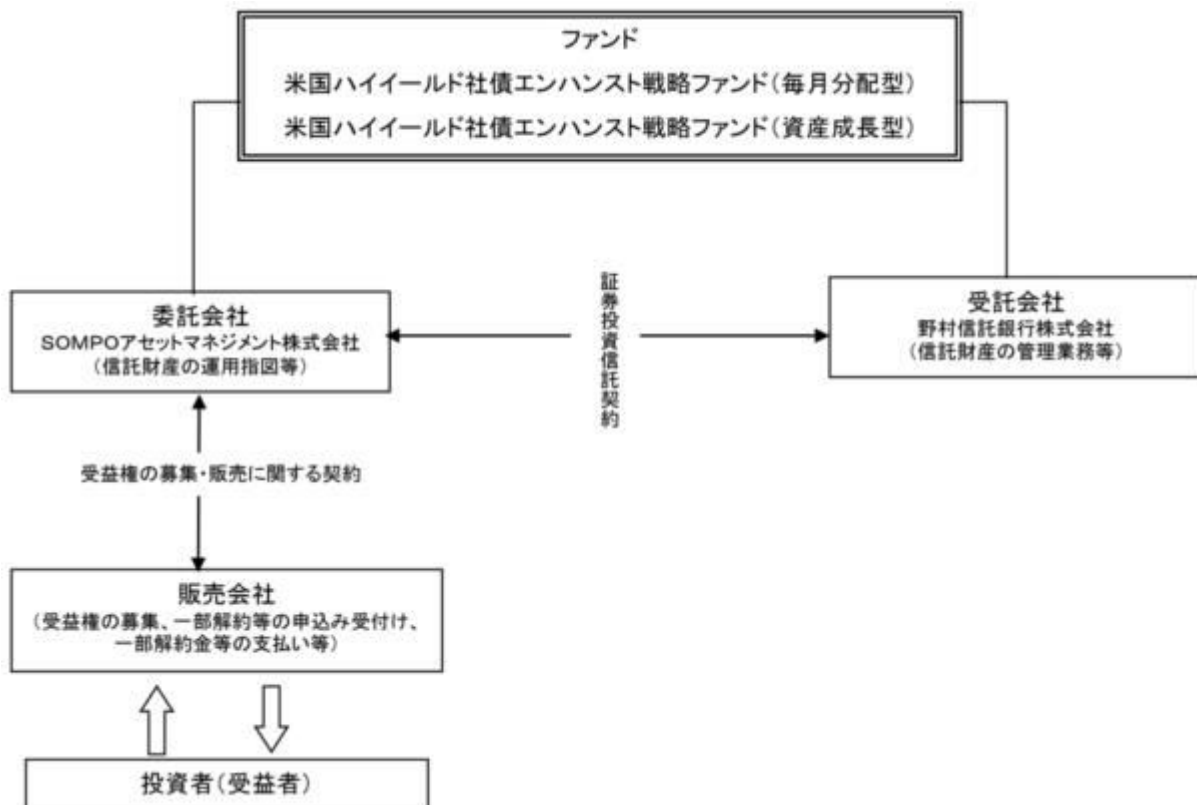 ファンド
米国ハイイールド社債エンハンスト戦略ファンド(毎月分配型)
米国ハイイールド社債エンハンスト戦略ファンド(資産成長型)
委託会社
SOMPOアセットマネジメント株式会社
(信託財産の運用指図等)
証券投資信託契約
受託会社
野村信託銀行株式会社
(信託財産の管理業務等)
受益権の募集・販売に関する契約
販売会社
(受益権の募集、一部解約等の申込み受付け、
一部解約金等の支払い等)
投資者(受益者)